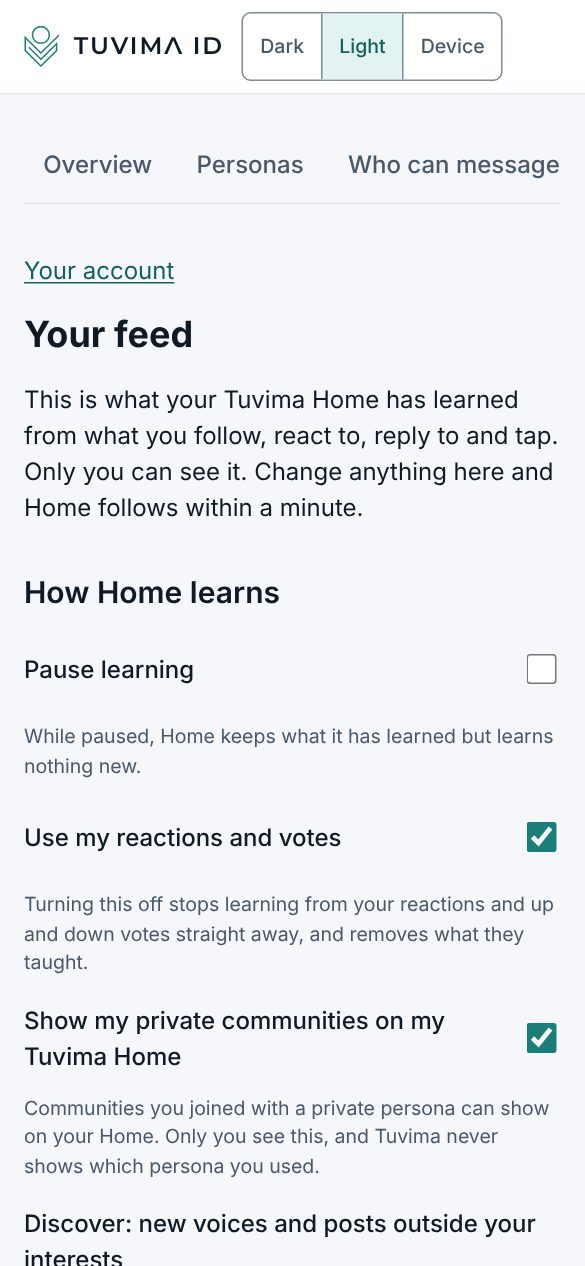 TUVIMA ID
Dark
Light
Device
Overview
Personas
Who can message
Your account
Your feed
This is what your Tuvima Home has learned
from what you follow, react to, reply to and tap.
Only you can see it. Change anything here and
Home follows within a minute.
How Home learns
Pause learning
While paused, Home keeps what it has learned but learns
nothing new.
Use my reactions and votes
Turning this off stops learning from your reactions and up
and down votes straight away, and removes what they
taught.
Show my private communities on my
Tuvima Home
Communities you joined with a private persona can show
on your Home. Only you see this, and Tuvima never
shows which persona you used.
Discover: new voices and posts outside your
interests